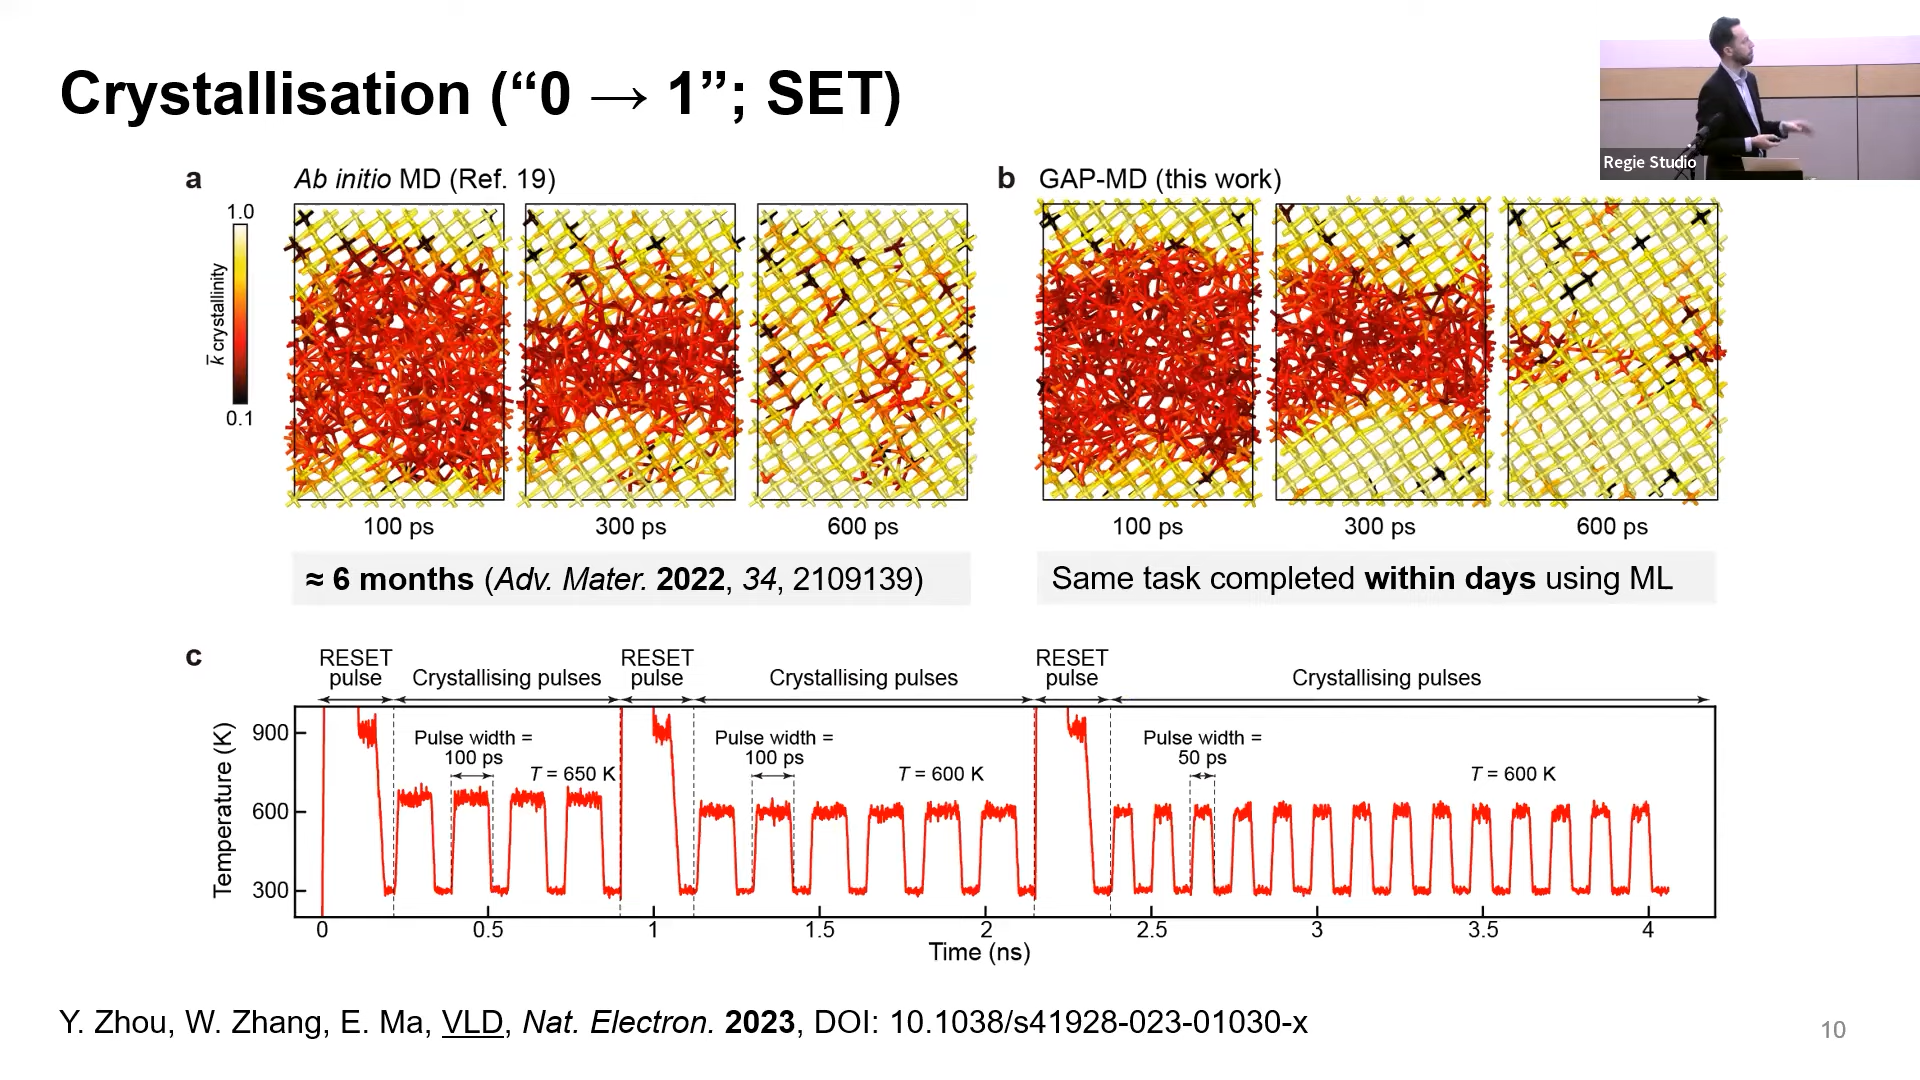 Crystallisation (“0 → 1”; SET)
Regie Studio
a
Ab initio MD (Ref. 19)
b
GAP-MD (this work)
1.0
k̅ crystallinity
0.1
100 ps
300 ps
600 ps
100 ps
300 ps
600 ps
≈ 6 months (Adv. Mater. 2022, 34, 2109139)
Same task completed within days using ML
c
RESET
pulse
Crystallising pulses
RESET
pulse
Crystallising pulses
RESET
pulse
Crystallising pulses
Temperature (K)
900
600
300
Pulse width =
100 ps
T = 650 K
Pulse width =
100 ps
T = 600 K
Pulse width =
50 ps
T = 600 K
0
0.5
1
1.5
2
2.5
3
3.5
4
Time (ns)
Y. Zhou, W. Zhang, E. Ma, VLD, Nat. Electron. 2023, DOI: 10.1038/s41928-023-01030-x
10